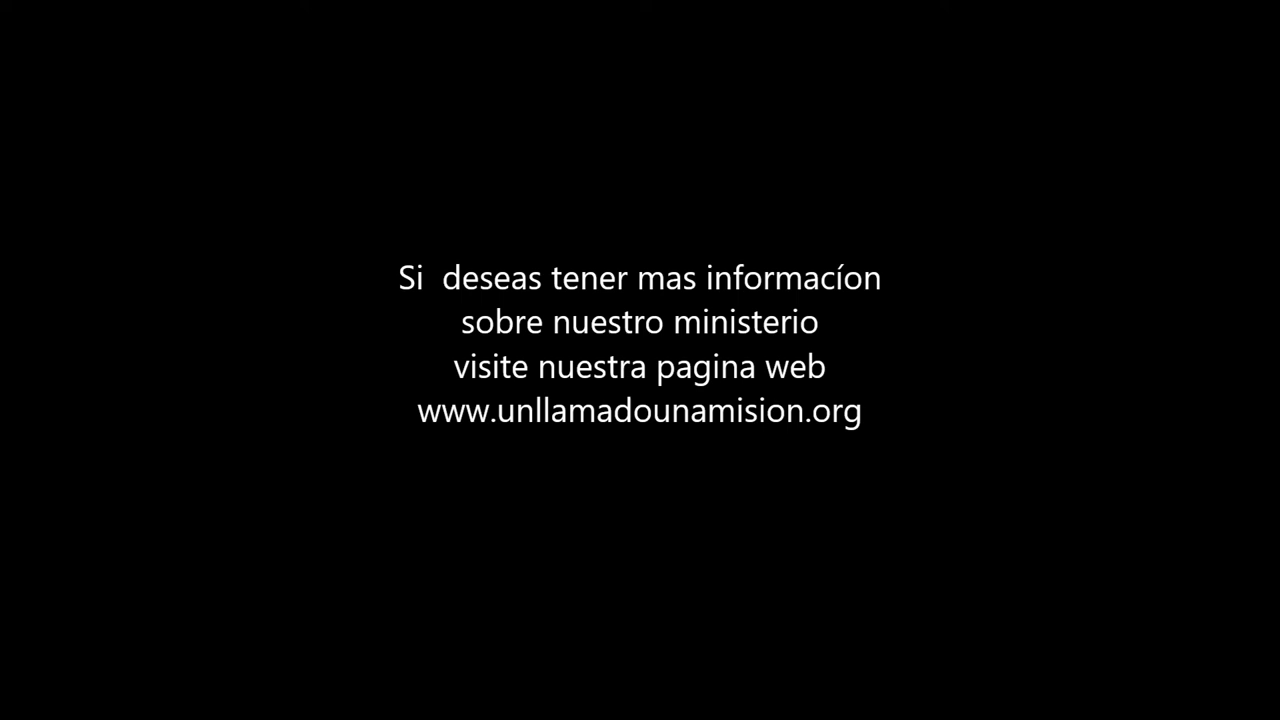 Si  deseas tener mas informacíon
sobre nuestro ministerio
visite nuestra pagina web
www.unllamadounamision.org